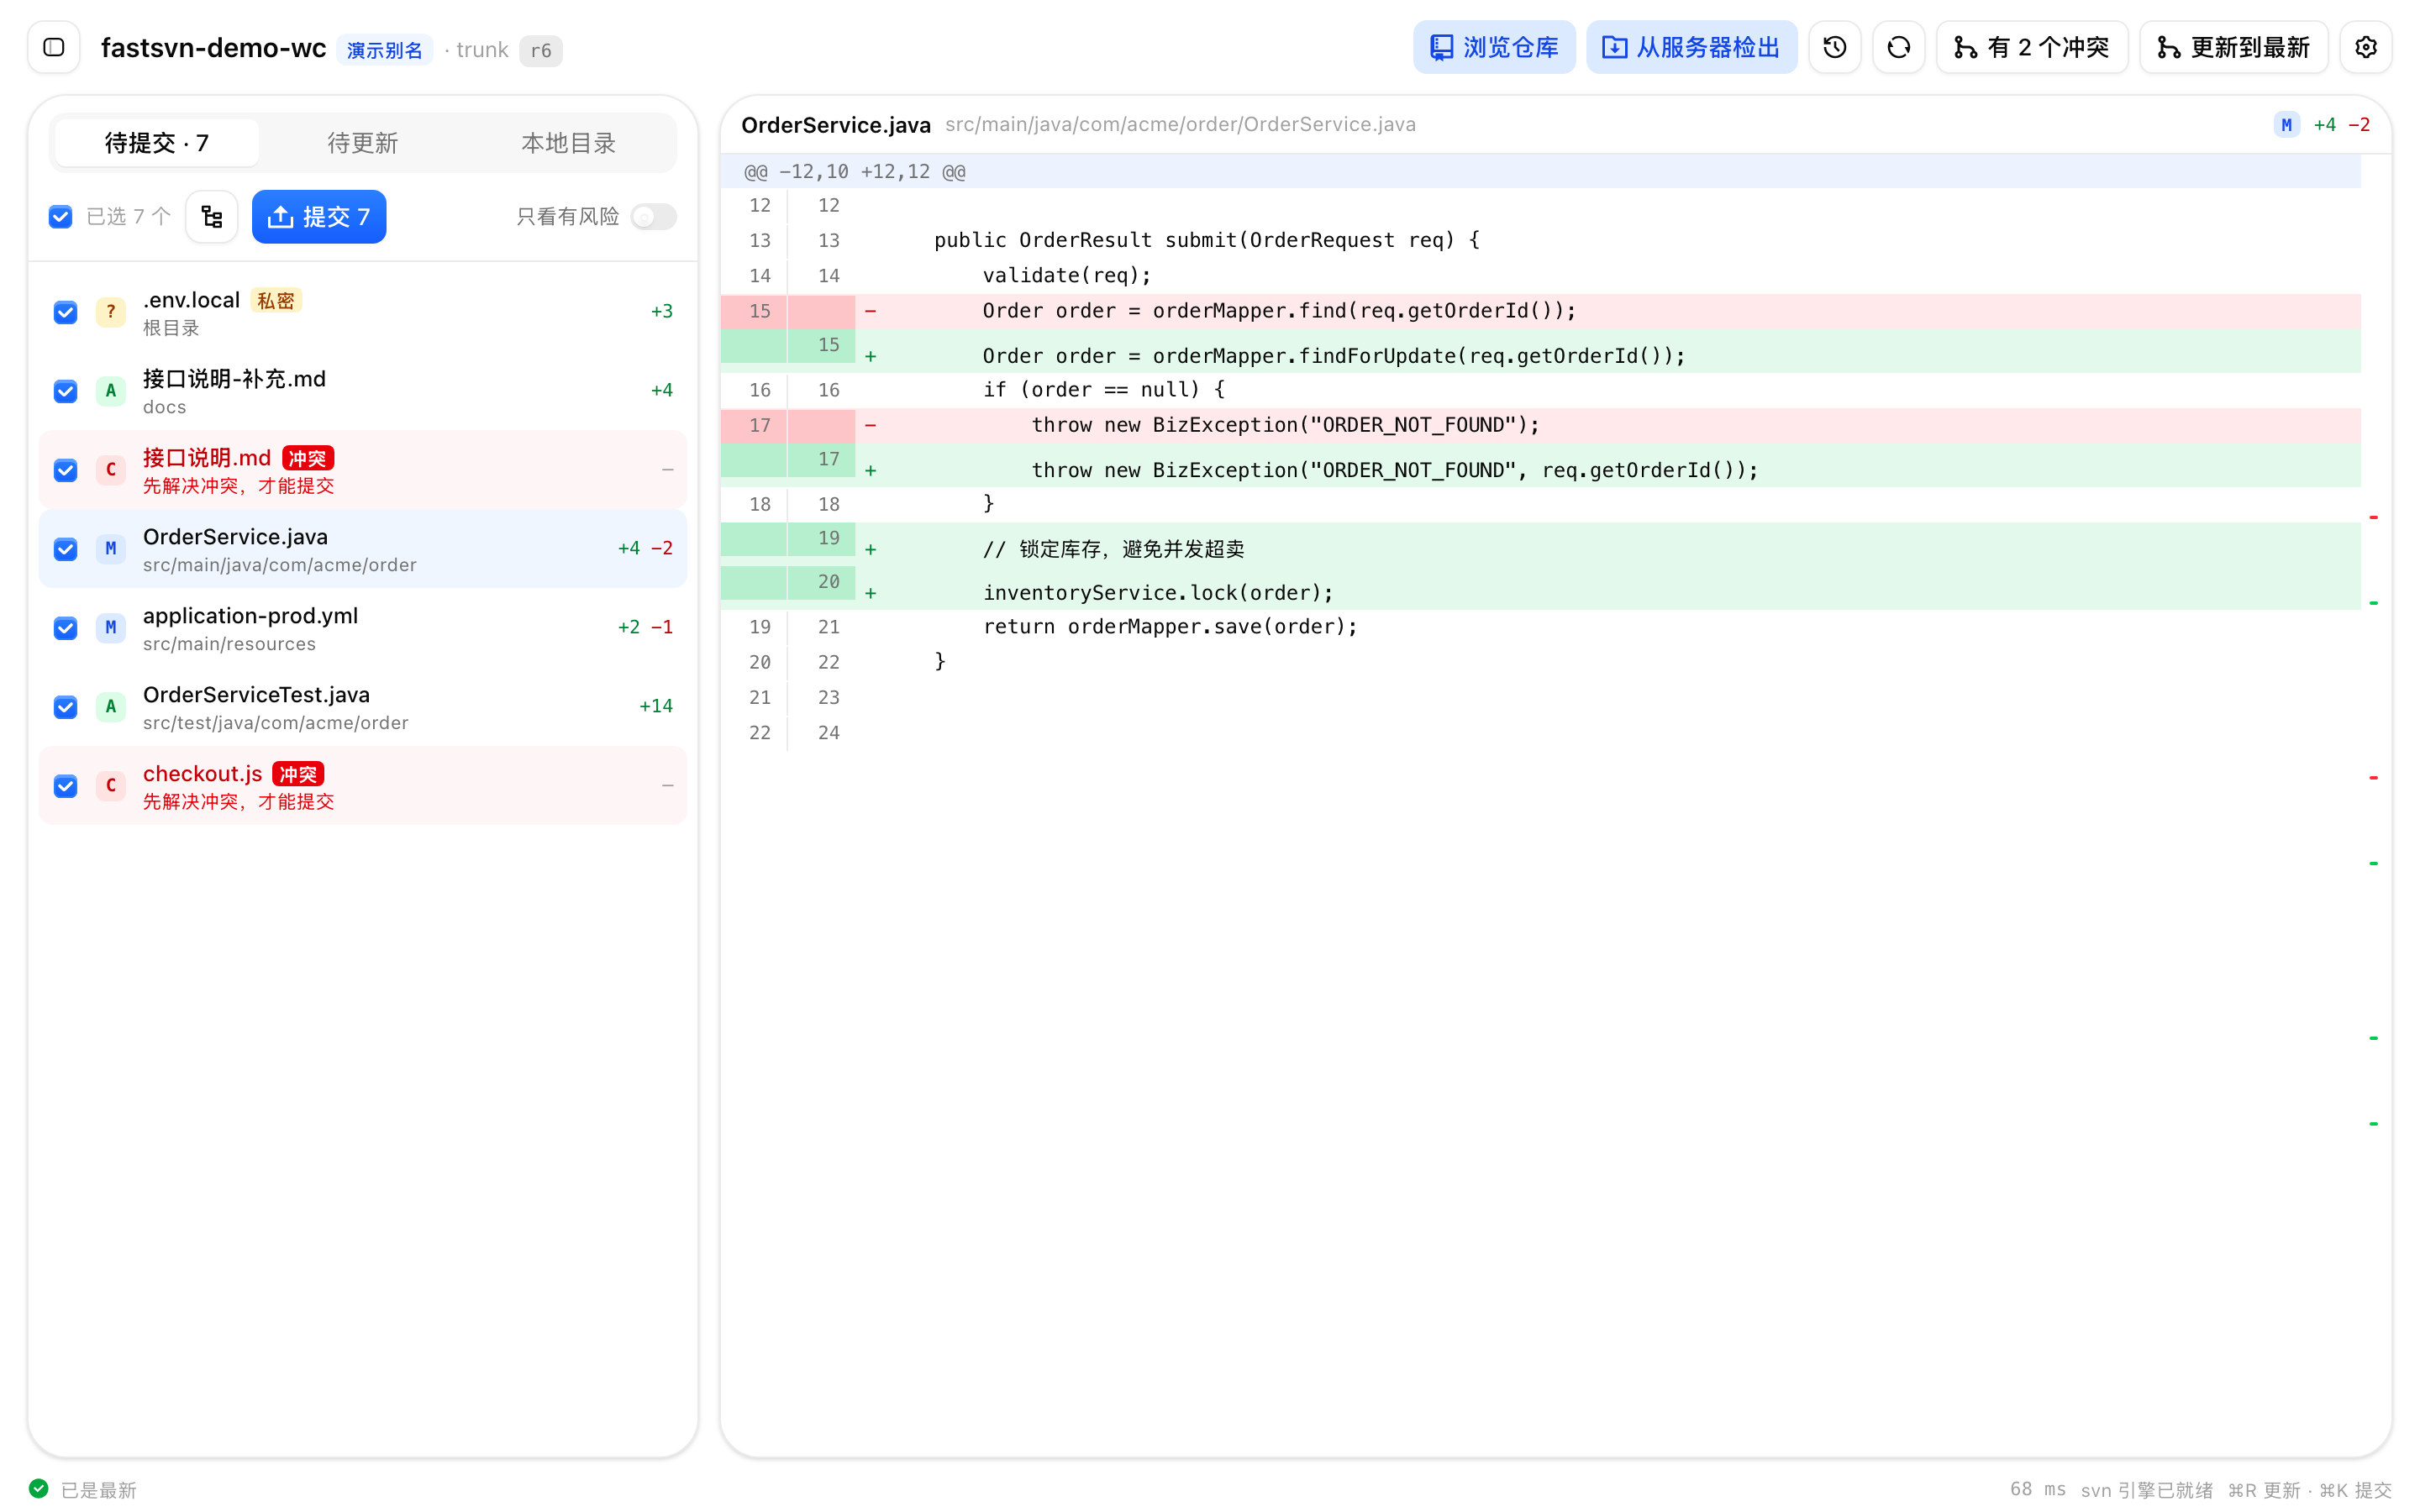 fastsvn-demo-wc 演示别名 · trunk r6
浏览仓库 从服务器检出 有 2 个冲突 更新到最新
待提交 · 7 待更新 本地目录
已选 7 个 提交 7 只看有风险
? .env.local 私密 +3
根目录
A 接口说明-补充.md +4
docs
C 接口说明.md 冲突 –
先解决冲突，才能提交
M OrderService.java +4 −2
src/main/java/com/acme/order
M application-prod.yml +2 −1
src/main/resources
A OrderServiceTest.java +14
src/test/java/com/acme/order
C checkout.js 冲突 –
先解决冲突，才能提交
OrderService.java src/main/java/com/acme/order/OrderService.java M +4 −2
@@ −12,10 +12,12 @@
12 12
13 13 public OrderResult submit(OrderRequest req) {
14 14 validate(req);
15 − Order order = orderMapper.find(req.getOrderId());
15 + Order order = orderMapper.findForUpdate(req.getOrderId());
16 16 if (order == null) {
17 − throw new BizException("ORDER_NOT_FOUND");
17 + throw new BizException("ORDER_NOT_FOUND", req.getOrderId());
18 18 }
19 + // 锁定库存，避免并发超卖
20 + inventoryService.lock(order);
19 21 return orderMapper.save(order);
20 22 }
21 23
22 24
已是最新
68 ms svn 引擎已就绪 ⌘R 更新 · ⌘K 提交